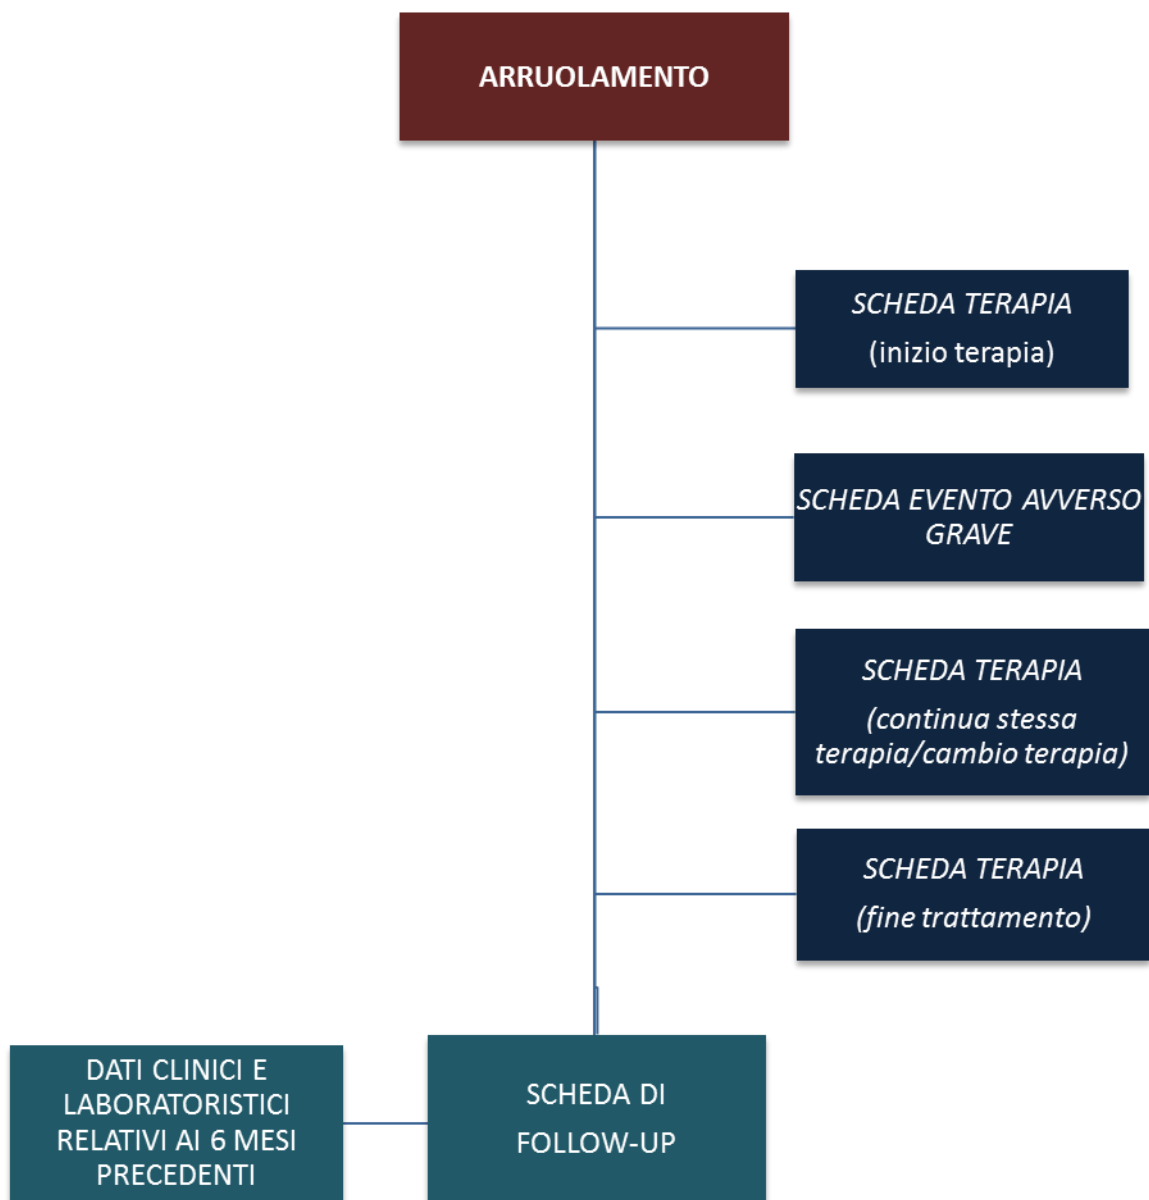 ARRUOLAMENTO
SCHEDA TERAPIA
(inizio terapia)
SCHEDA EVENTO AVVERSO
GRAVE
SCHEDA TERAPIA
(continua stessa
terapia/cambio terapia)
SCHEDA TERAPIA
(fine trattamento)
DATI CLINICI E
LABORATORISTICI
RELATIVI AI 6 MESI
PRECEDENTI
SCHEDA DI
FOLLOW-UP